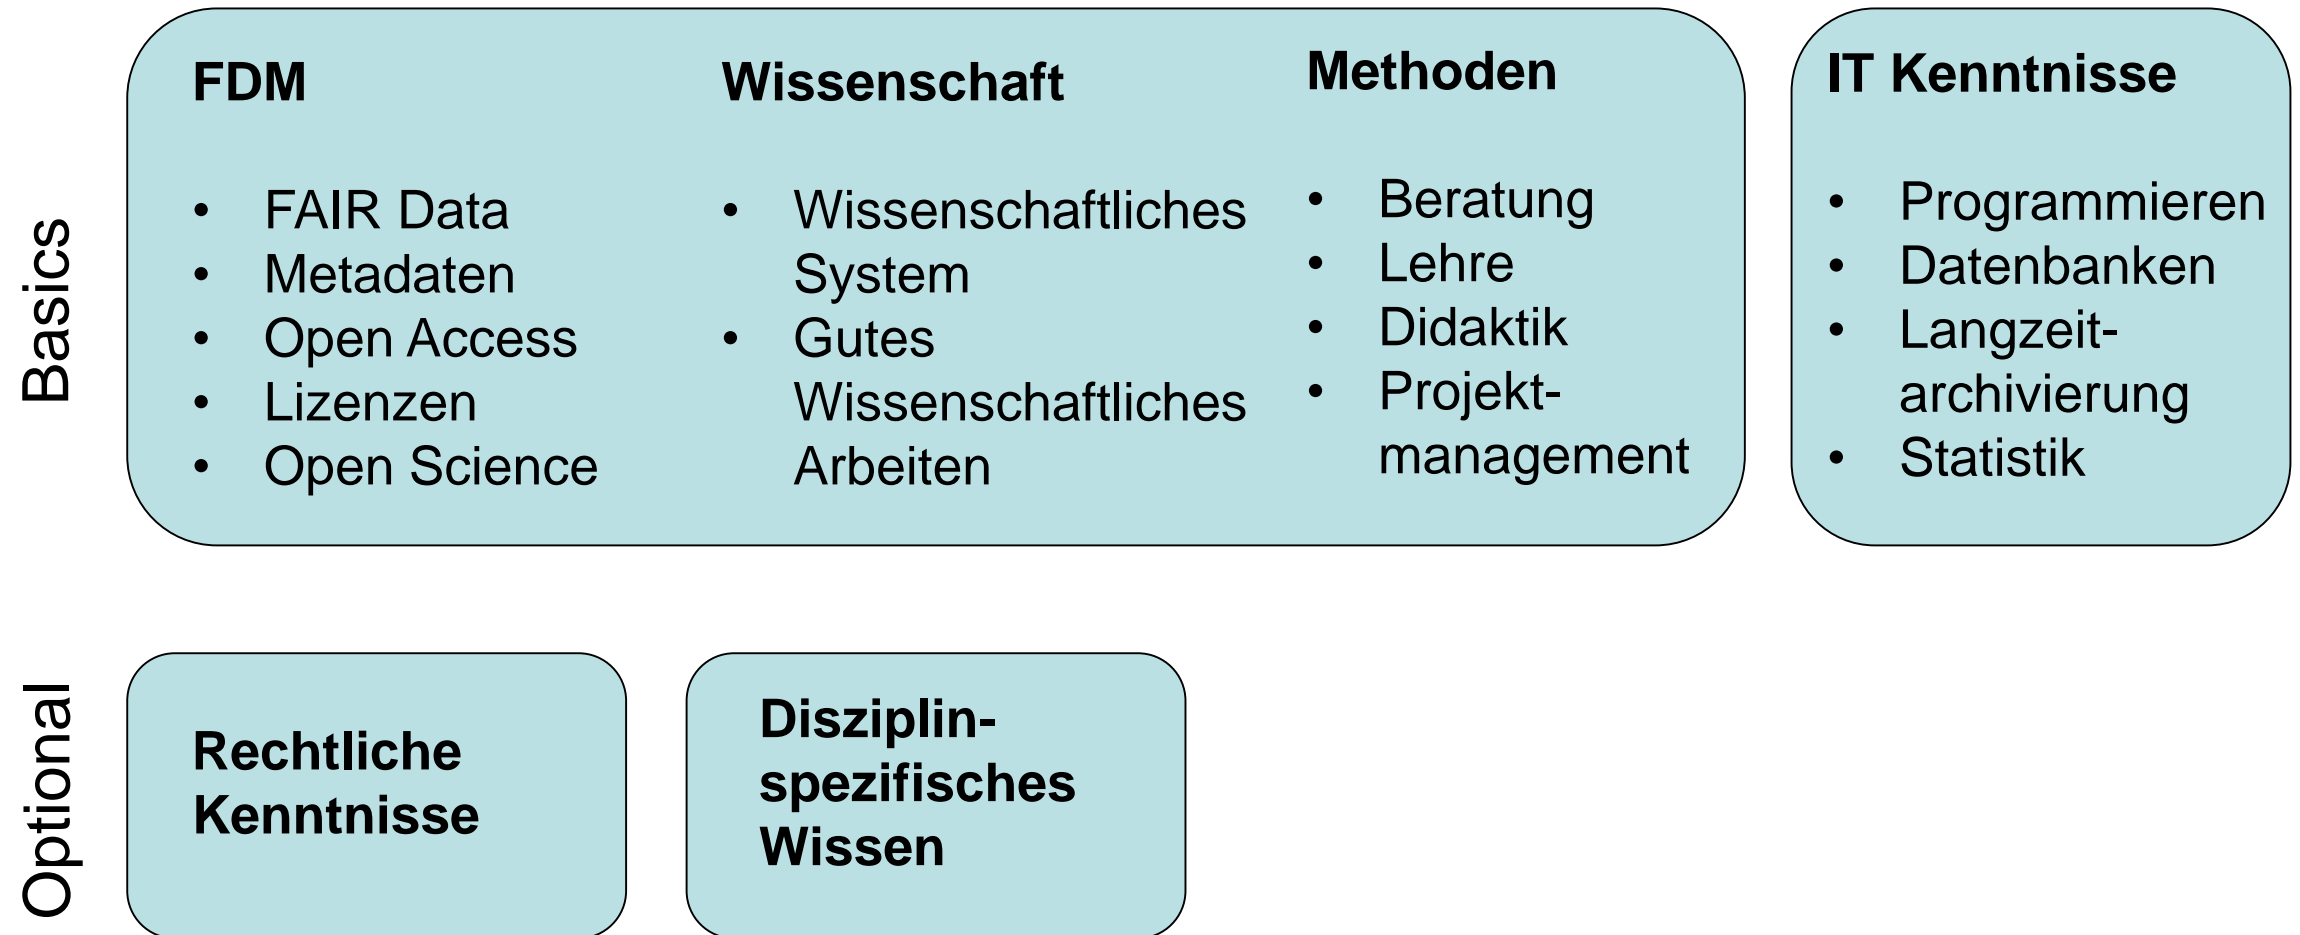 Basics
FDM
• FAIR Data
• Metadaten
• Open Access
• Lizenzen
• Open Science
Wissenschaft
• Wissenschaftliches
System
• Gutes
Wissenschaftliches
Arbeiten
Methoden
• Beratung
• Lehre
• Didaktik
• Projekt-
management
IT Kenntnisse
• Programmieren
• Datenbanken
• Langzeit-
archivierung
• Statistik
Optional
Rechtliche
Kenntnisse
Disziplin-
spezifisches
Wissen